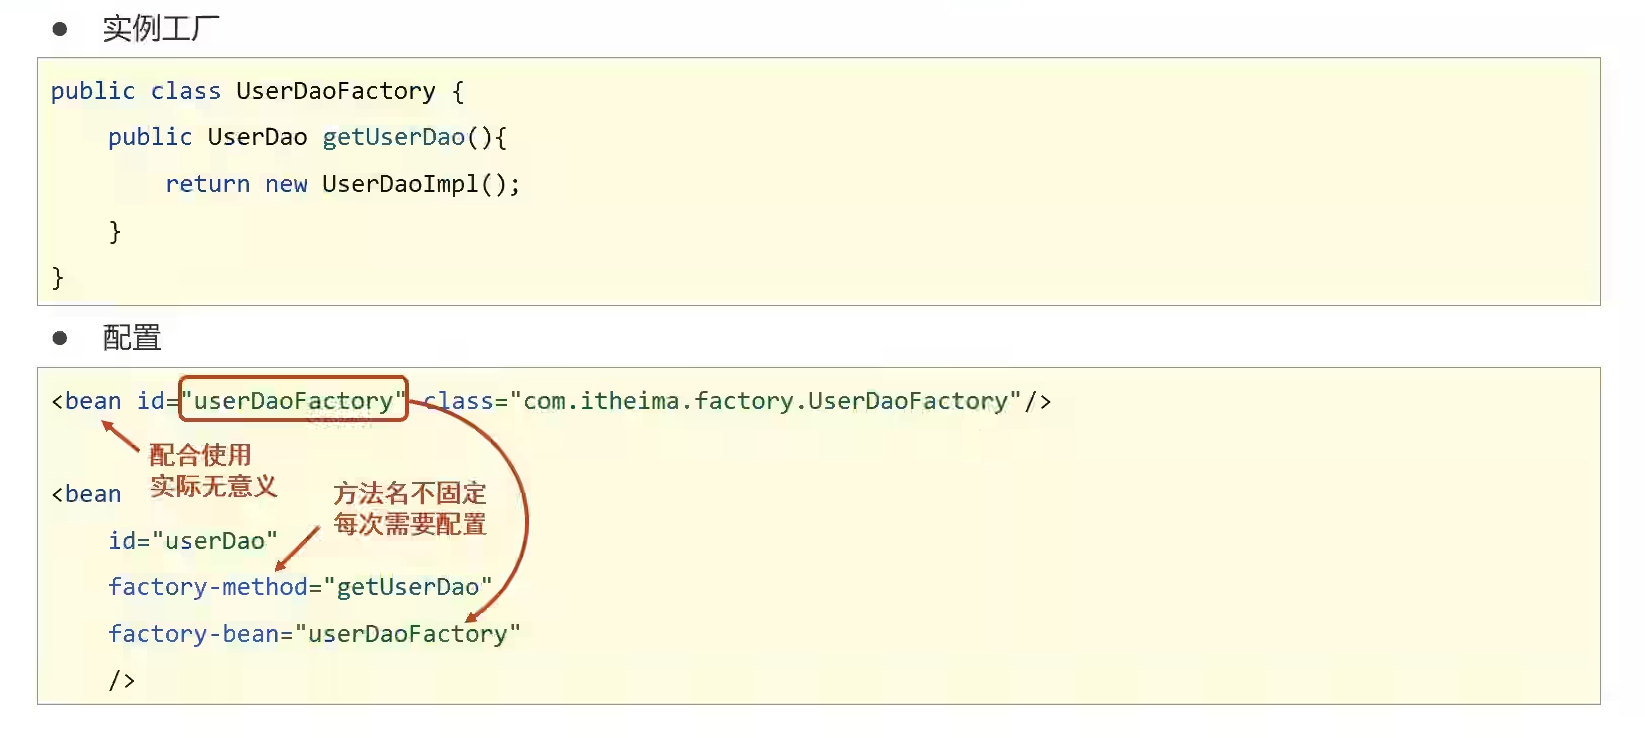 ● 实例工厂
public class UserDaoFactory {
    public UserDao getUserDao(){
        return new UserDaoImpl();
    }
}
● 配置
<bean id="userDaoFactory" class="com.itheima.factory.UserDaoFactory"/>
配合使用
实际无意义
<bean
方法名不固定
每次需要配置
    id="userDao"
    factory-method="getUserDao"
    factory-bean="userDaoFactory"
    />